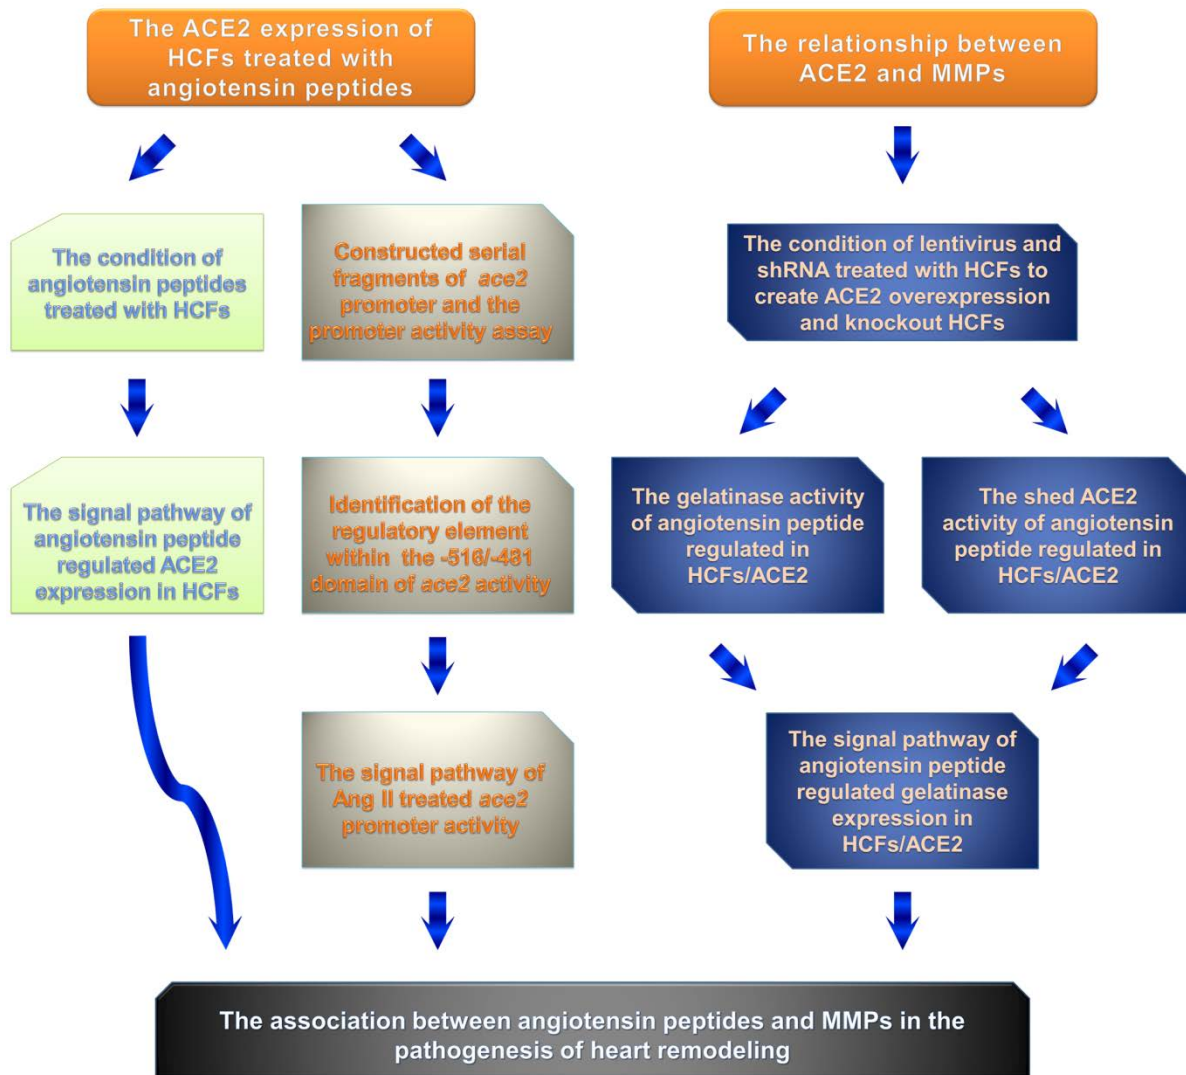 The ACE2 expression of
HCFs treated with
angiotensin peptides
The relationship between
ACE2 and MMPs
The condition of
angiotensin peptides
treated with HCFs
Constructed serial
fragments of ace2
promoter and the
promoter activity assay
The condition of lentivirus and
shRNA treated with HCFs to
create ACE2 overexpression
and knockout HCFs
The signal pathway of
angiotensin peptide
regulated ACE2
expression in HCFs
Identification of the
regulatory element
within the -516/-481
domain of ace2 activity
The gelatinase activity
of angiotensin peptide
regulated in
HCFs/ACE2
The shed ACE2
activity of angiotensin
peptide regulated in
HCFs/ACE2
The signal pathway of
Ang II treated ace2
promoter activity
The signal pathway of
angiotensin peptide
regulated gelatinase
expression in
HCFs/ACE2
The association between angiotensin peptides and MMPs in the
pathogenesis of heart remodeling